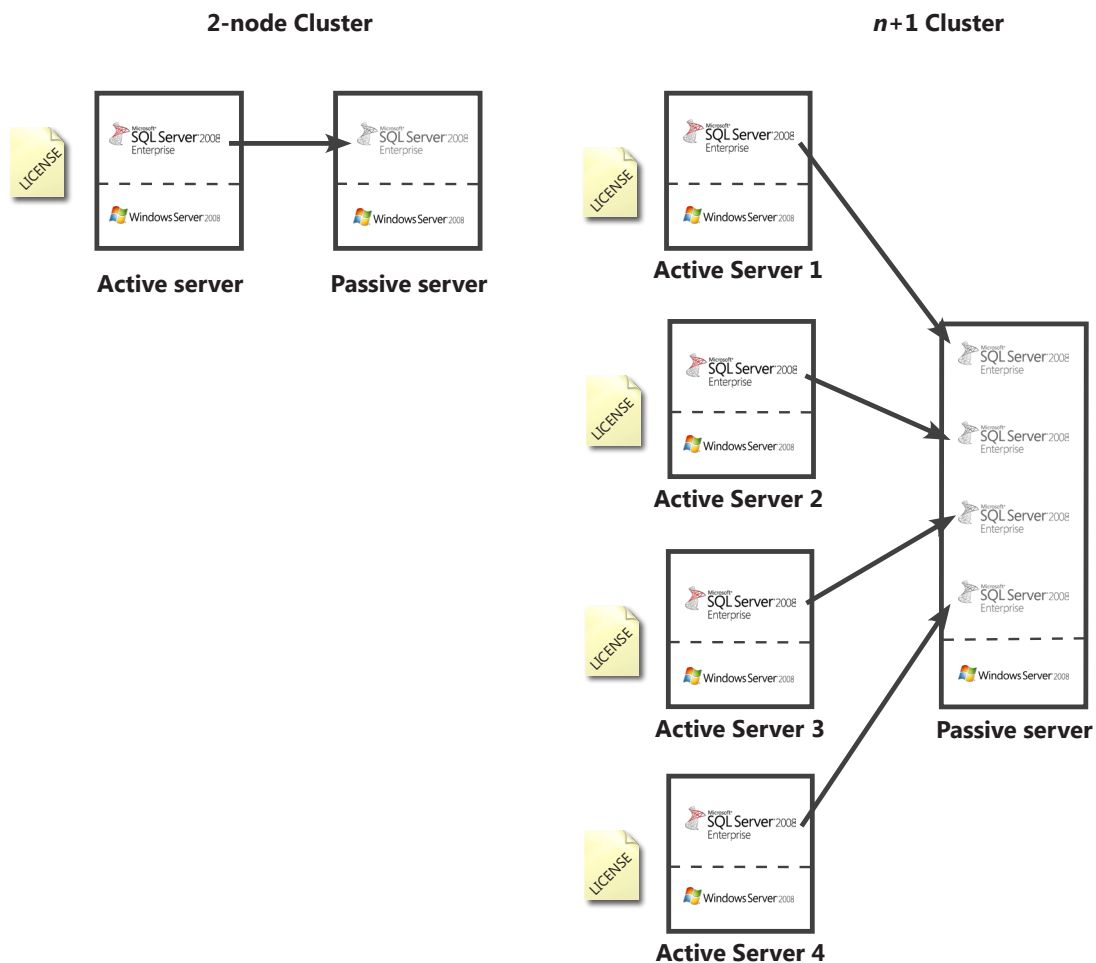 2-node Cluster
LICENSE
Microsoft
SQL Server 2008
Enterprise
Windows Server 2008
Active server
Microsoft
SQL Server 2008
Enterprise
Windows Server 2008
Passive server
n+1 Cluster
LICENSE
Microsoft
SQL Server 2008
Enterprise
Windows Server 2008
Active Server 1
LICENSE
Microsoft
SQL Server 2008
Enterprise
Windows Server 2008
Active Server 2
LICENSE
Microsoft
SQL Server 2008
Enterprise
Windows Server 2008
Active Server 3
LICENSE
Microsoft
SQL Server 2008
Enterprise
Windows Server 2008
Active Server 4
Microsoft
SQL Server 2008
Enterprise
Microsoft
SQL Server 2008
Enterprise
Microsoft
SQL Server 2008
Enterprise
Microsoft
SQL Server 2008
Enterprise
Windows Server 2008
Passive server